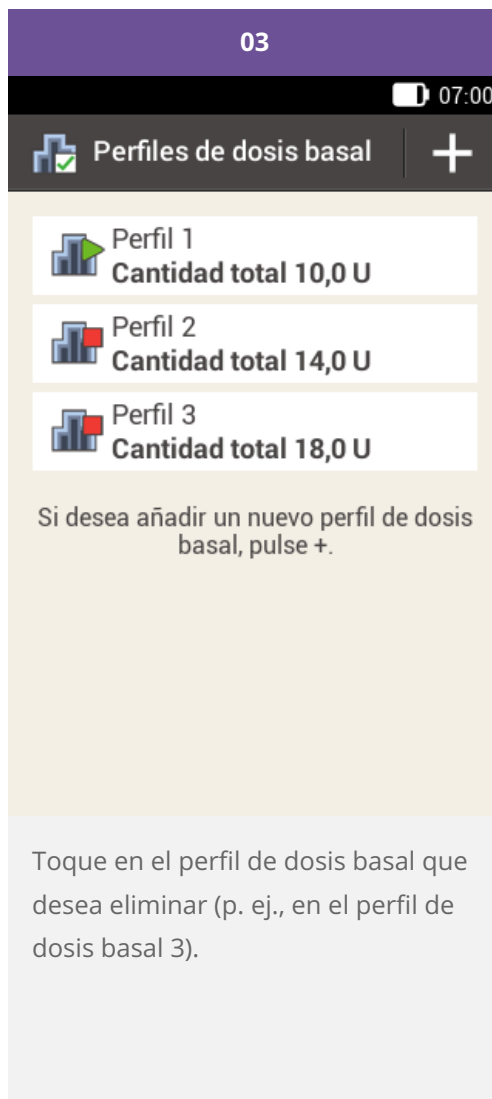 03
07:00
Perfiles de dosis basal
Perfil 1
Cantidad total 10,0 U
Perfil 2
Cantidad total 14,0 U
Perfil 3
Cantidad total 18,0 U
Si desea añadir un nuevo perfil de dosis
basal, pulse +.
Toque en el perfil de dosis basal que
desea eliminar (p. ej., en el perfil de
dosis basal 3).